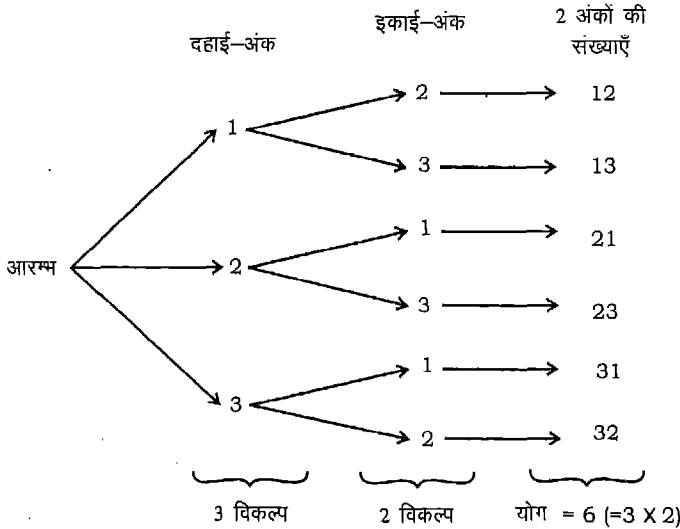 दहाई–अंक
इकाई–अंक
2 अंकों की
संख्याएँ
2
12
1
3
13
1
21
आरम्भ
2
3
23
1
31
3
2
32
3 विकल्प
2 विकल्प
योग = 6 (=3 X 2)